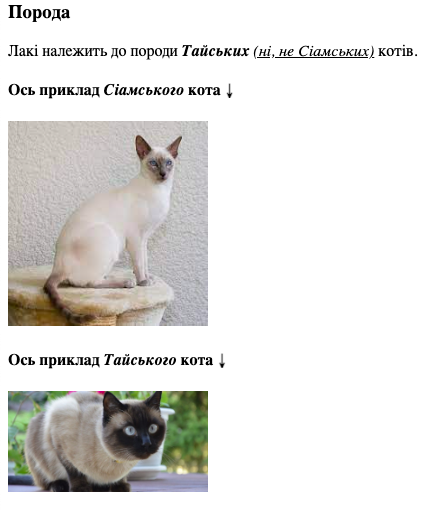 Порода
Лакі належить до породи Тайських (ні, не Сіамських) котів.
Ось приклад Сіамського кота ↓
Ось приклад Тайського кота ↓